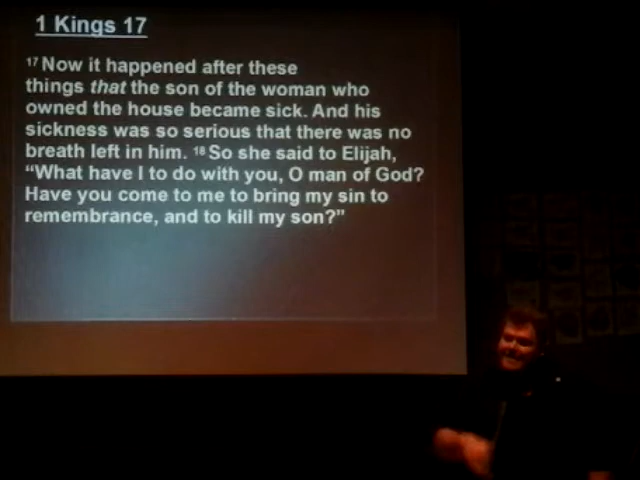 1 Kings 17
17 Now it happened after these
things that the son of the woman who
owned the house became sick. And his
sickness was so serious that there was no
breath left in him. 18 So she said to Elijah,
“What have I to do with you, O man of God?
Have you come to me to bring my sin to
remembrance, and to kill my son?”